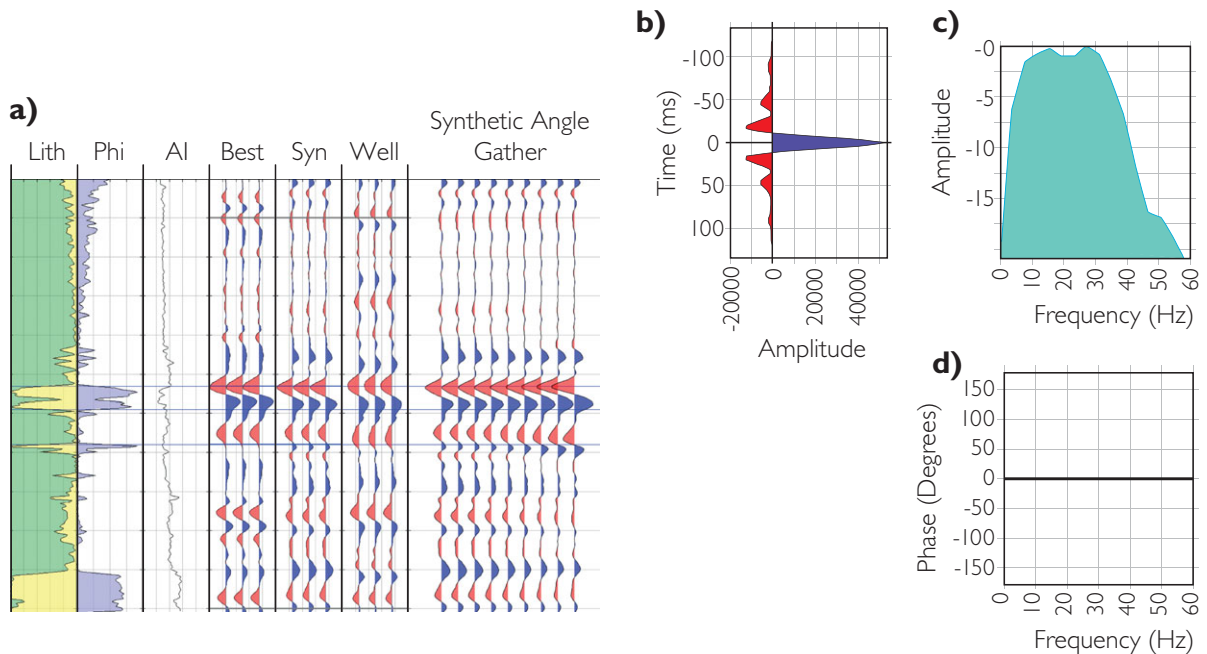 a)
Lith Phi AI Best Syn Well Synthetic Angle
Gather
b)
Time (ms)
-100
-50
0
50
100
-20000 0 20000 40000
Amplitude
c)
Amplitude
-0
-5
-10
-15
0 10 20 30 40 50 60
Frequency (Hz)
d)
Phase (Degrees)
150
100
50
0
-50
-100
-150
0 10 20 30 40 50 60
Frequency (Hz)